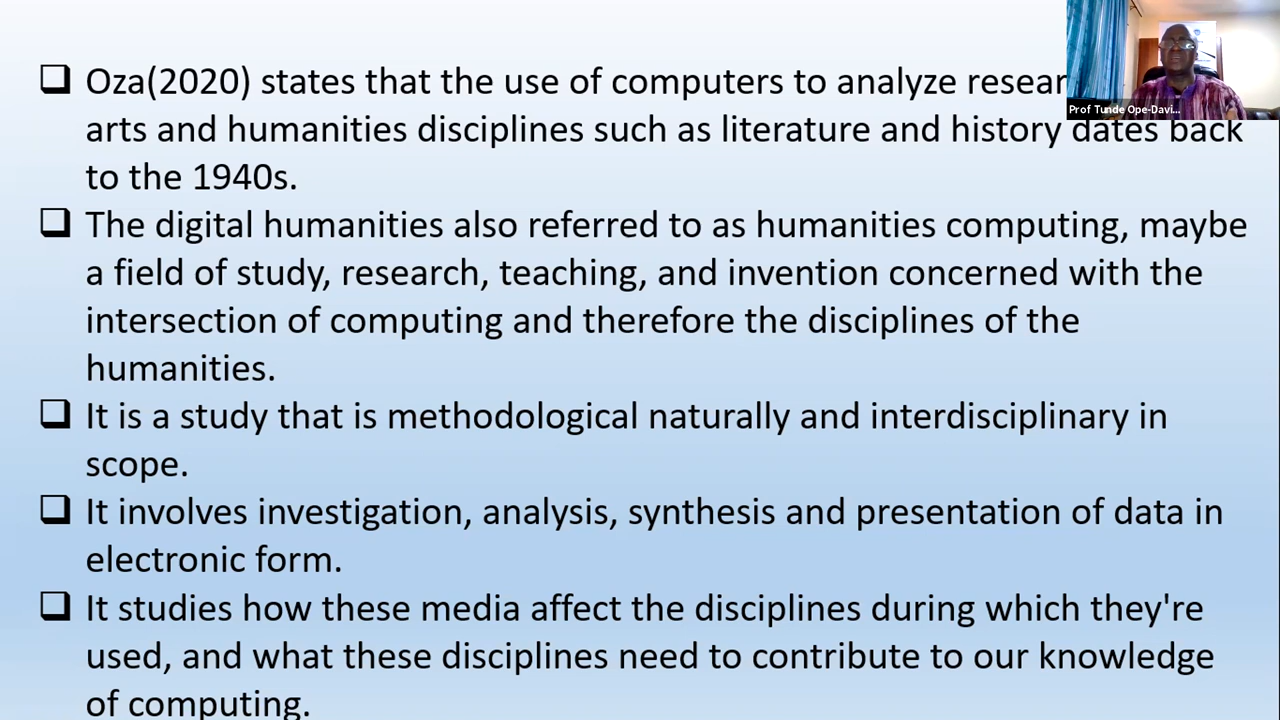 Oza(2020) states that the use of computers to analyze
arts and humanities disciplines such as literature and history dates back
to the 1940s.
The digital humanities also referred to as humanities computing, maybe
a field of study, research, teaching, and invention concerned with the
intersection of computing and therefore the disciplines of the
humanities.
It is a study that is methodological naturally and interdisciplinary in
scope.
It involves investigation, analysis, synthesis and presentation of data in
electronic form.
It studies how these media affect the disciplines during which they're
used, and what these disciplines need to contribute to our knowledge
of computing.
Prof Tunde Ope-Davi...